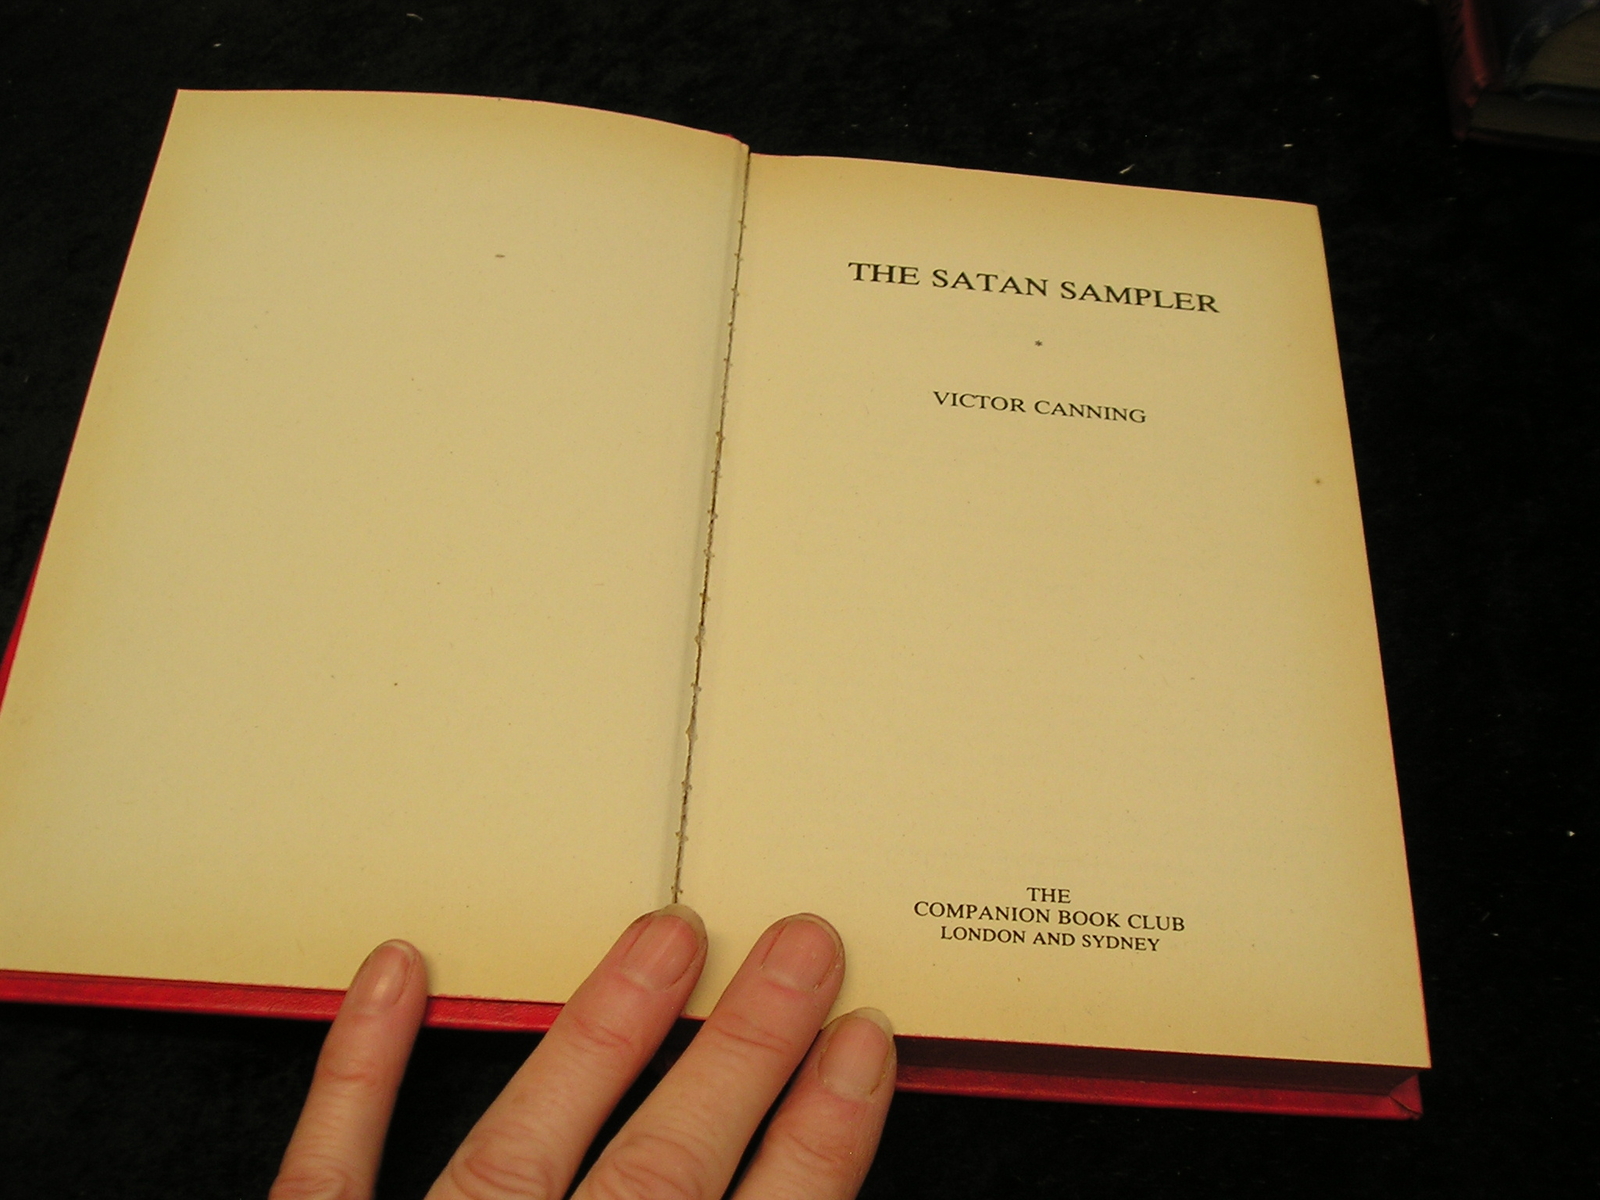 THE SATAN SAMPLER
*
VICTOR CANNING
THE
COMPANION BOOK CLUB
LONDON AND SYDNEY